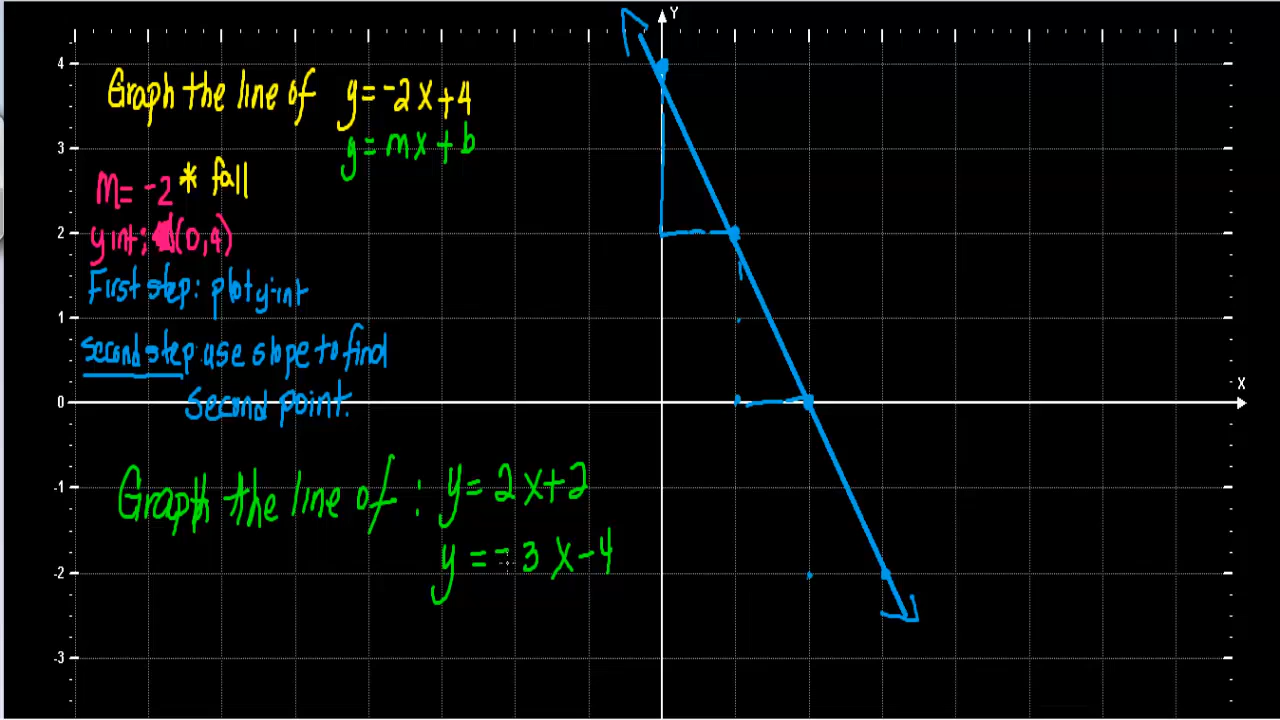 Y
Graph the line of y=-2x+4
y=mx+b
m=-2 * fall
y int: (0,4)
First step: plot y-int
second step: use slope to find
second point.
Graph the line of: y=2x+2
y=-3x-4
4
3
2
1
0
-1
-2
-3
X